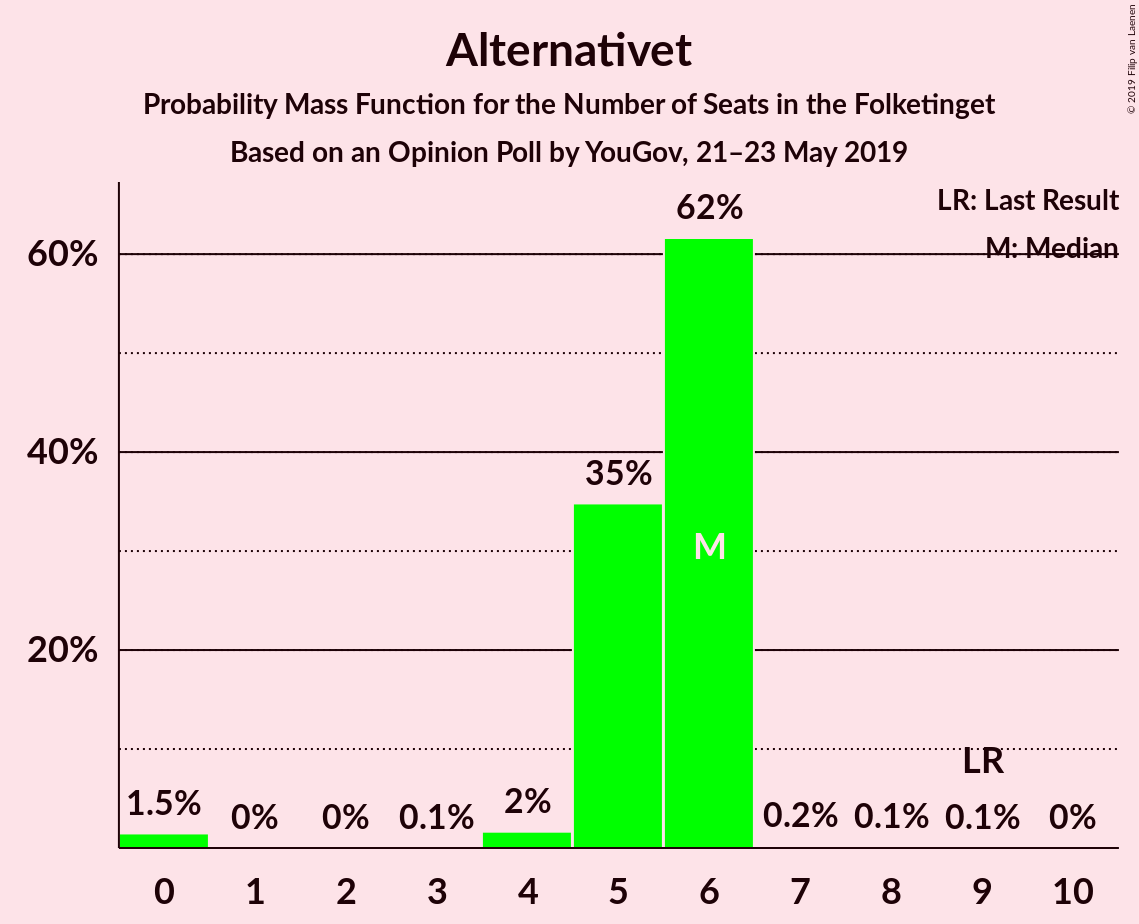 Alternativet
Probability Mass Function for the Number of Seats in the Folketinget
Based on an Opinion Poll by YouGov, 21–23 May 2019
© 2019 Filip van Laenen
LR: Last Result
M: Median
60%
40%
20%
1.5%
0%
0%
0.1%
2%
35%
62%
M
0.2%
0.1%
LR
0.1%
0%
0 1 2 3 4 5 6 7 8 9 10